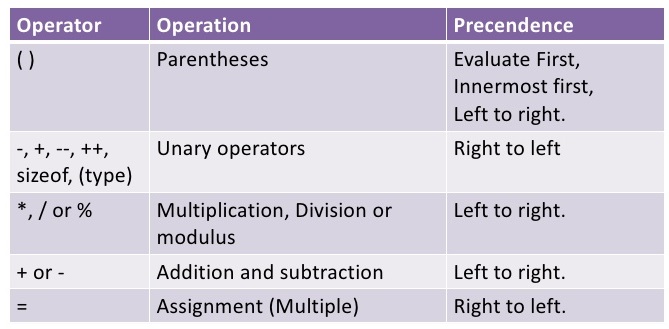 Operator Operation Precendence
( ) Parentheses Evaluate First,
Innermost first,
Left to right.
-, +, --, ++, Unary operators Right to left
sizeof, (type)
*, / or % Multiplication, Division or Left to right.
modulus
+ or - Addition and subtraction Left to right.
= Assignment (Multiple) Right to left.